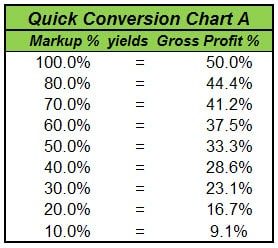 Quick Conversion Chart A
Markup % yields Gross Profit %
100.0% = 50.0%
80.0% = 44.4%
70.0% = 41.2%
60.0% = 37.5%
50.0% = 33.3%
40.0% = 28.6%
30.0% = 23.1%
20.0% = 16.7%
10.0% = 9.1%